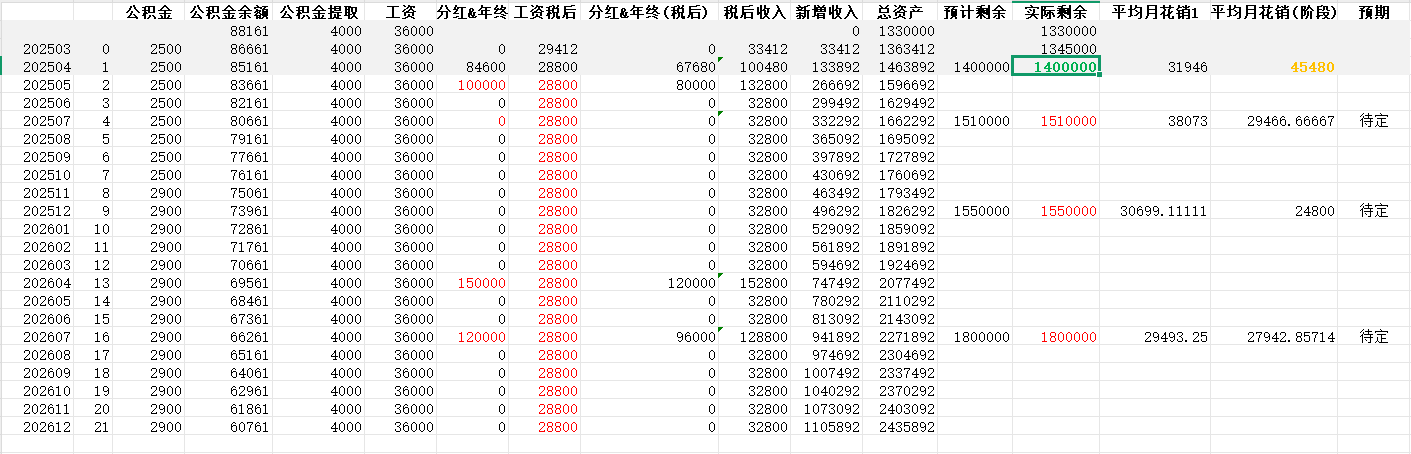 公积金 公积金余额 公积金提取 工资 分红&年终 工资税后 分红&年终(税后) 税后收入 新增收入 总资产 预计剩余 实际剩余 平均月花销1 平均月花销(阶段) 预期
88161 4000 36000 0 1330000 1330000
202503 0 2500 86661 4000 36000 0 29412 0 33412 33412 1363412 1345000
202504 1 2500 85161 4000 36000 84600 28800 67680 100480 133892 1463892 1400000 1400000 31946 45480
202505 2 2500 83661 4000 36000 100000 28800 80000 132800 266692 1596692
202506 3 2500 82161 4000 36000 0 28800 0 32800 299492 1629492
202507 4 2500 80661 4000 36000 0 28800 0 32800 332292 1662292 1510000 1510000 38073 29466.66667 待定
202508 5 2500 79161 4000 36000 0 28800 0 32800 365092 1695092
202509 6 2500 77661 4000 36000 0 28800 0 32800 397892 1727892
202510 7 2500 76161 4000 36000 0 28800 0 32800 430692 1760692
202511 8 2900 75061 4000 36000 0 28800 0 32800 463492 1793492
202512 9 2900 73961 4000 36000 0 28800 0 32800 496292 1826292 1550000 1550000 30699.11111 24800 待定
202601 10 2900 72861 4000 36000 0 28800 0 32800 529092 1859092
202602 11 2900 71761 4000 36000 0 28800 0 32800 561892 1891892
202603 12 2900 70661 4000 36000 0 28800 0 32800 594692 1924692
202604 13 2900 69561 4000 36000 150000 28800 120000 152800 747492 2077492
202605 14 2900 68461 4000 36000 0 28800 0 32800 780292 2110292
202606 15 2900 67361 4000 36000 0 28800 0 32800 813092 2143092
202607 16 2900 66261 4000 36000 120000 28800 96000 128800 941892 2271892 1800000 1800000 29493.25 27942.85714 待定
202608 17 2900 65161 4000 36000 0 28800 0 32800 974692 2304692
202609 18 2900 64061 4000 36000 0 28800 0 32800 1007492 2337492
202610 19 2900 62961 4000 36000 0 28800 0 32800 1040292 2370292
202611 20 2900 61861 4000 36000 0 28800 0 32800 1073092 2403092
202612 21 2900 60761 4000 36000 0 28800 0 32800 1105892 2435892